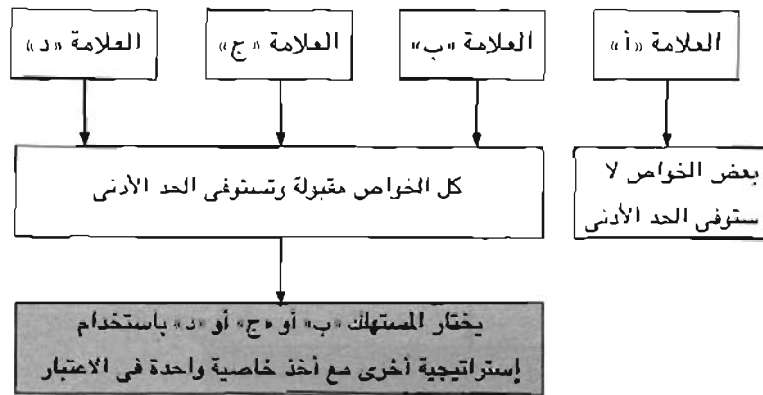 العلامة «أ»
العلامة «ب»
العلامة «ج»
العلامة «د»
بعض الخواص لا
ستوفى الحد الأدنى
كل الخواص مقبولة وتستوفى الحد الأدنى
يختار المستهلك «ب» أو «ج» أو «د» باستخدام
إستراتيجية أخرى مع أخذ خاصية واحدة فى الاعتبار